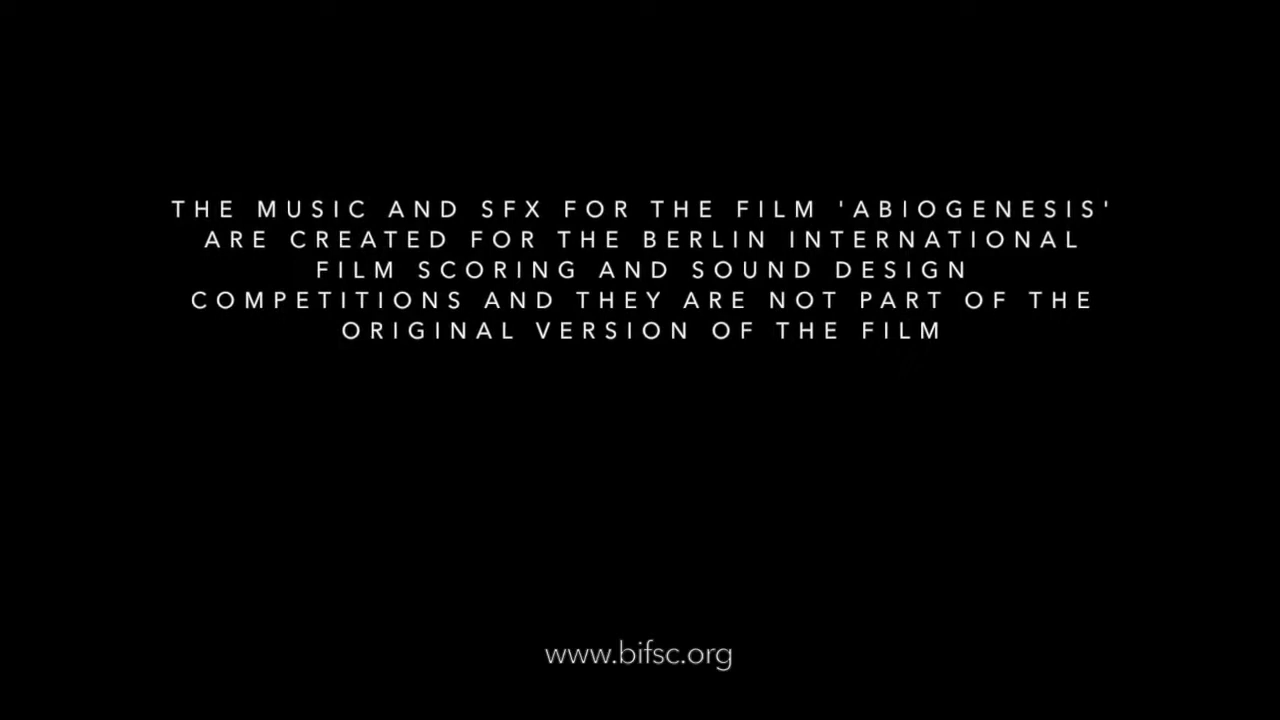 THE MUSIC AND SFX FOR THE FILM 'ABIOGENESIS'
ARE CREATED FOR THE BERLIN INTERNATIONAL
FILM SCORING AND SOUND DESIGN
COMPETITIONS AND THEY ARE NOT PART OF THE
ORIGINAL VERSION OF THE FILM
www.bifsc.org